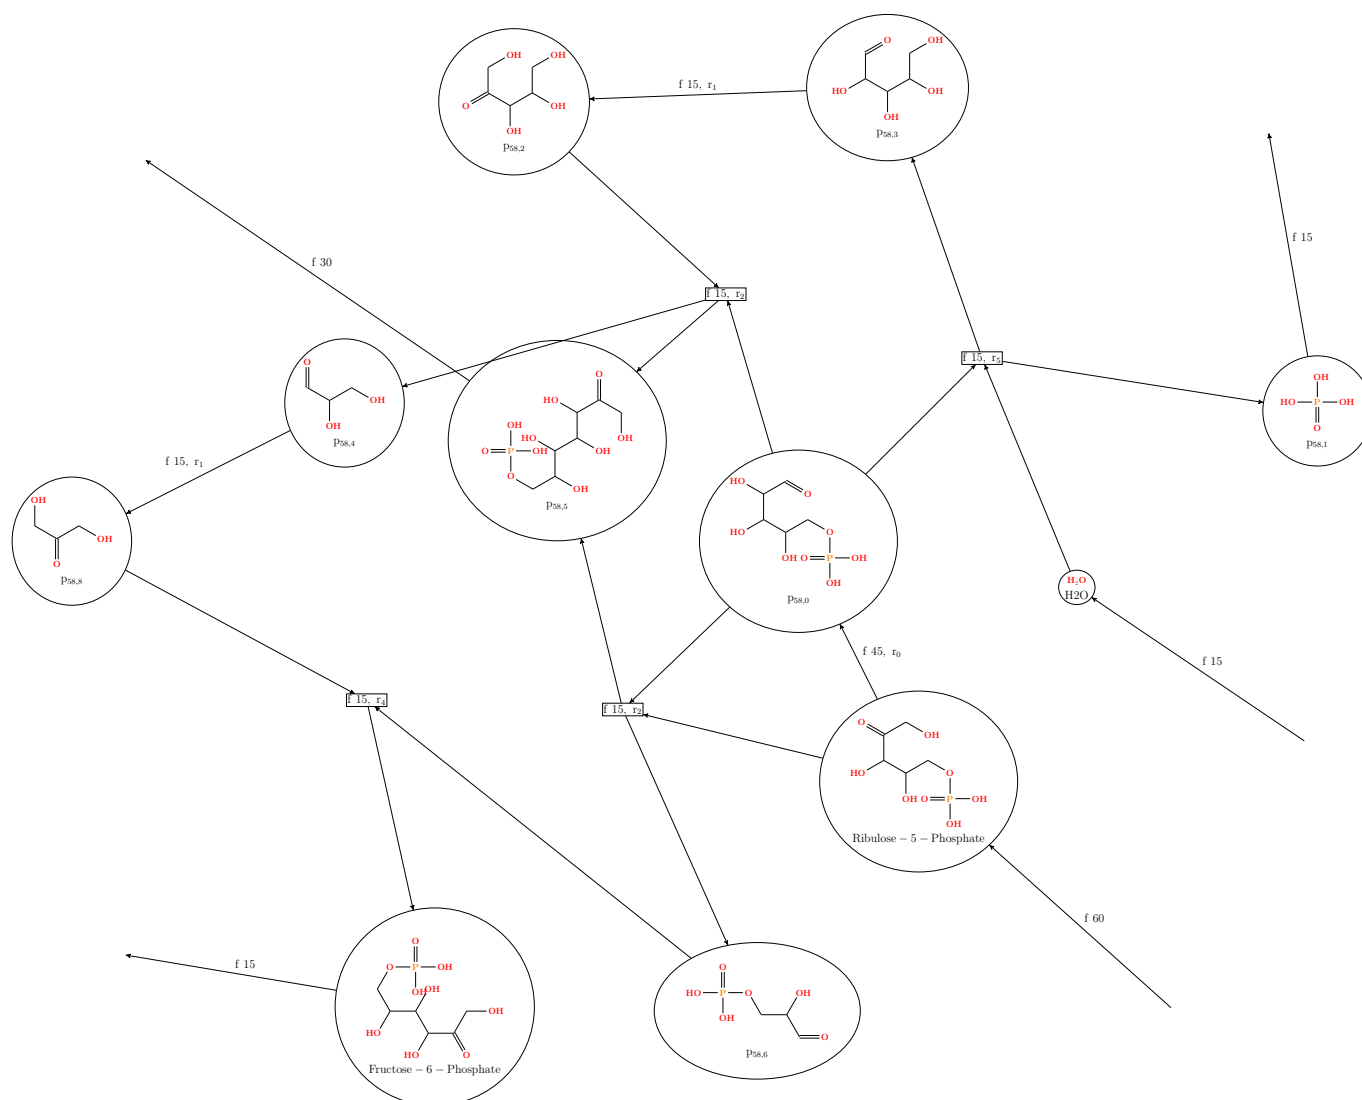 OH
OH
O
OH
OH
p58,2
f 15, r1
O
OH
HO
OH
OH
p58,3
f 30
f 15
f 15, r2
f 15, r5
O
OH
OH
p58,4
O
HO
OH
OH
HO
OH
O
P
OH
O
OH
p58,5
OH
HO
P
OH
O
p58,1
f 15, r1
OH
OH
O
p58,8
HO
O
HO
O
OH
O
P
OH
OH
p58,0
H2O
H2O
f 15
f 45, r0
f 15, r4
f 15, r2
O
OH
HO
O
OH
O
P
OH
OH
Ribulose − 5 − Phosphate
f 60
f 15
O
O
P
OH
OH
OH
HO
OH
HO
O
Fructose − 6 − Phosphate
O
HO
P
O
OH
OH
O
p58,6